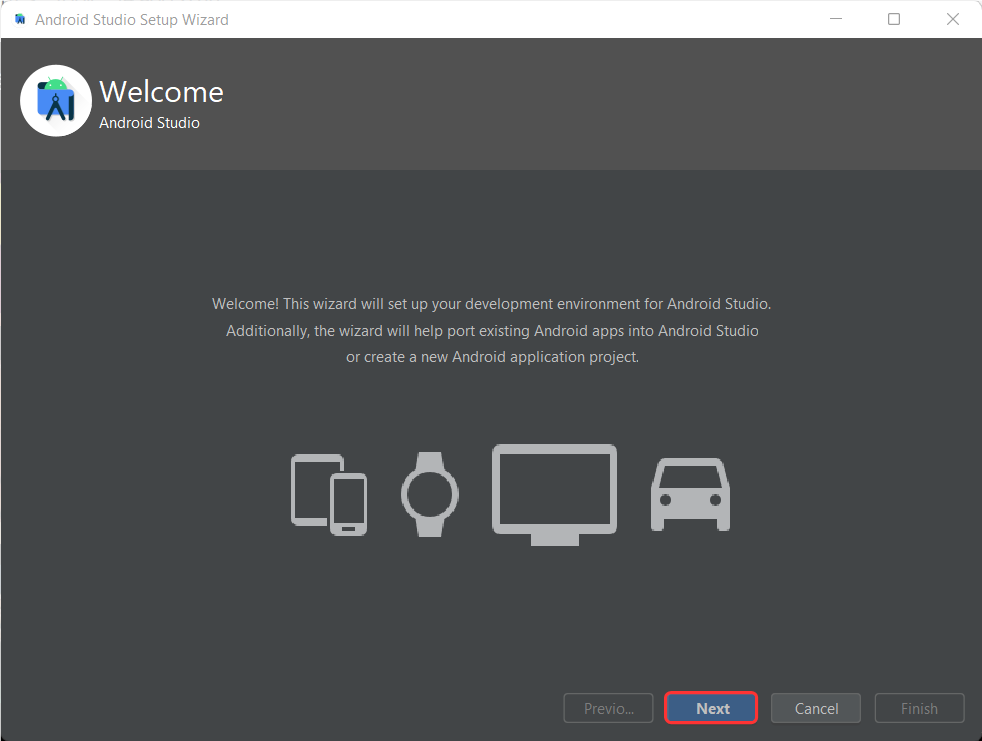 Android Studio Setup Wizard
Welcome
Android Studio
Welcome! This wizard will set up your development environment for Android Studio.
Additionally, the wizard will help port existing Android apps into Android Studio
or create a new Android application project.
Previo... Next Cancel Finish